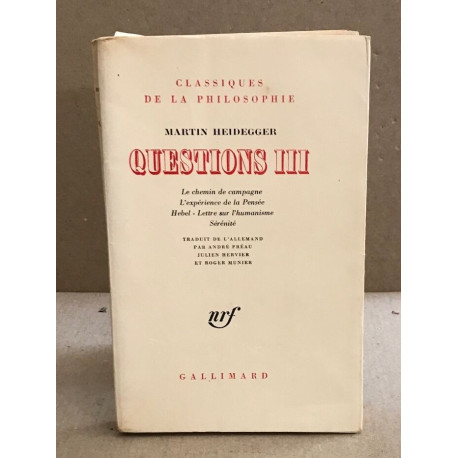 CLASSIQUES
DE LA PHILOSOPHIE
MARTIN HEIDEGGER
QUESTIONS III
Le chemin de campagne
L'expérience de la Pensée
Hebel - Lettre sur l'humanisme
Sérénité
TRADUIT DE L'ALLEMAND
PAR ANDRÉ PRÉAU
JULIEN HERVIER
ET ROGER MUNIER
nrf
GALLIMARD